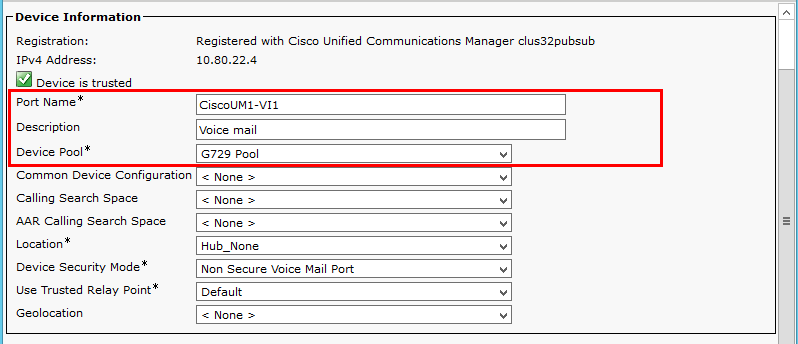 Device Information
Registration: Registered with Cisco Unified Communications Manager clus32pubsub
IPv4 Address: 10.80.22.4
Device is trusted
Port Name* CiscoUM1-VI1
Description Voice mail
Device Pool* G729 Pool
Common Device Configuration < None >
Calling Search Space < None >
AAR Calling Search Space < None >
Location* Hub_None
Device Security Mode* Non Secure Voice Mail Port
Use Trusted Relay Point* Default
Geolocation < None >